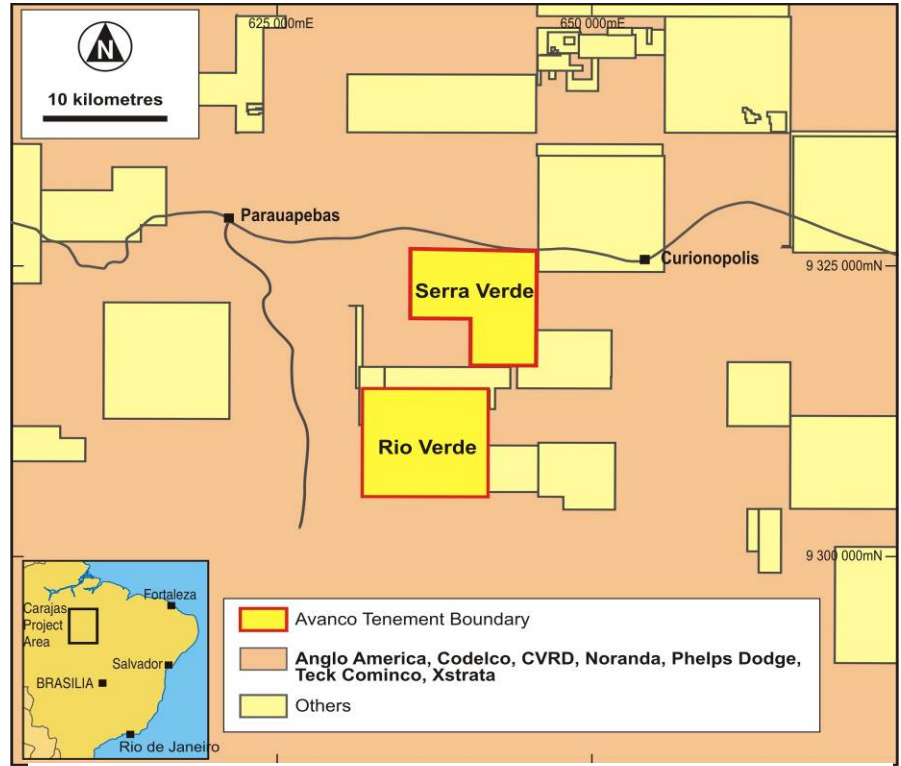 625 000mE
650 000mE
N
10 kilometres
Parauapebas
Curionopolis
9 325 000mN
Serra Verde
Rio Verde
9 300 000mN
Carajas
Project
Area
Fortaleza
Salvador
BRASILIA
Rio de Janeiro
Avanco Tenement Boundary
Anglo America, Codelco, CVRD, Noranda, Phelps Dodge,
Teck Cominco, Xstrata
Others